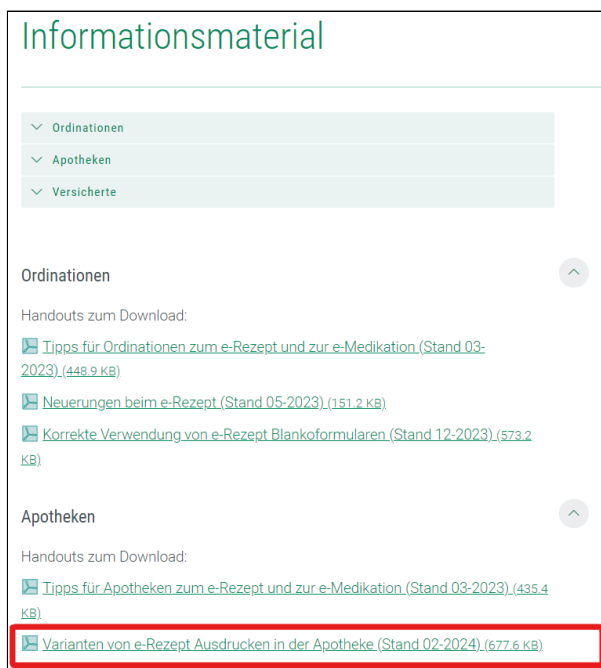 Informationsmaterial
Ordinationen
Apotheken
Versicherte
Ordinationen
Handouts zum Download:
Tipps für Ordinationen zum e-Rezept und zur e-Medikation (Stand 03-
2023) (448.9 KB)
Neuerungen beim e-Rezept (Stand 05-2023) (151.2 KB)
Korrekte Verwendung von e-Rezept Blankoformularen (Stand 12-2023) (573.2
KB)
Apotheken
Handouts zum Download:
Tipps für Apotheken zum e-Rezept und zur e-Medikation (Stand 03-2023) (435.4
KB)
Varianten von e-Rezept Ausdrucken in der Apotheke (Stand 02-2024) (677.6 KB)